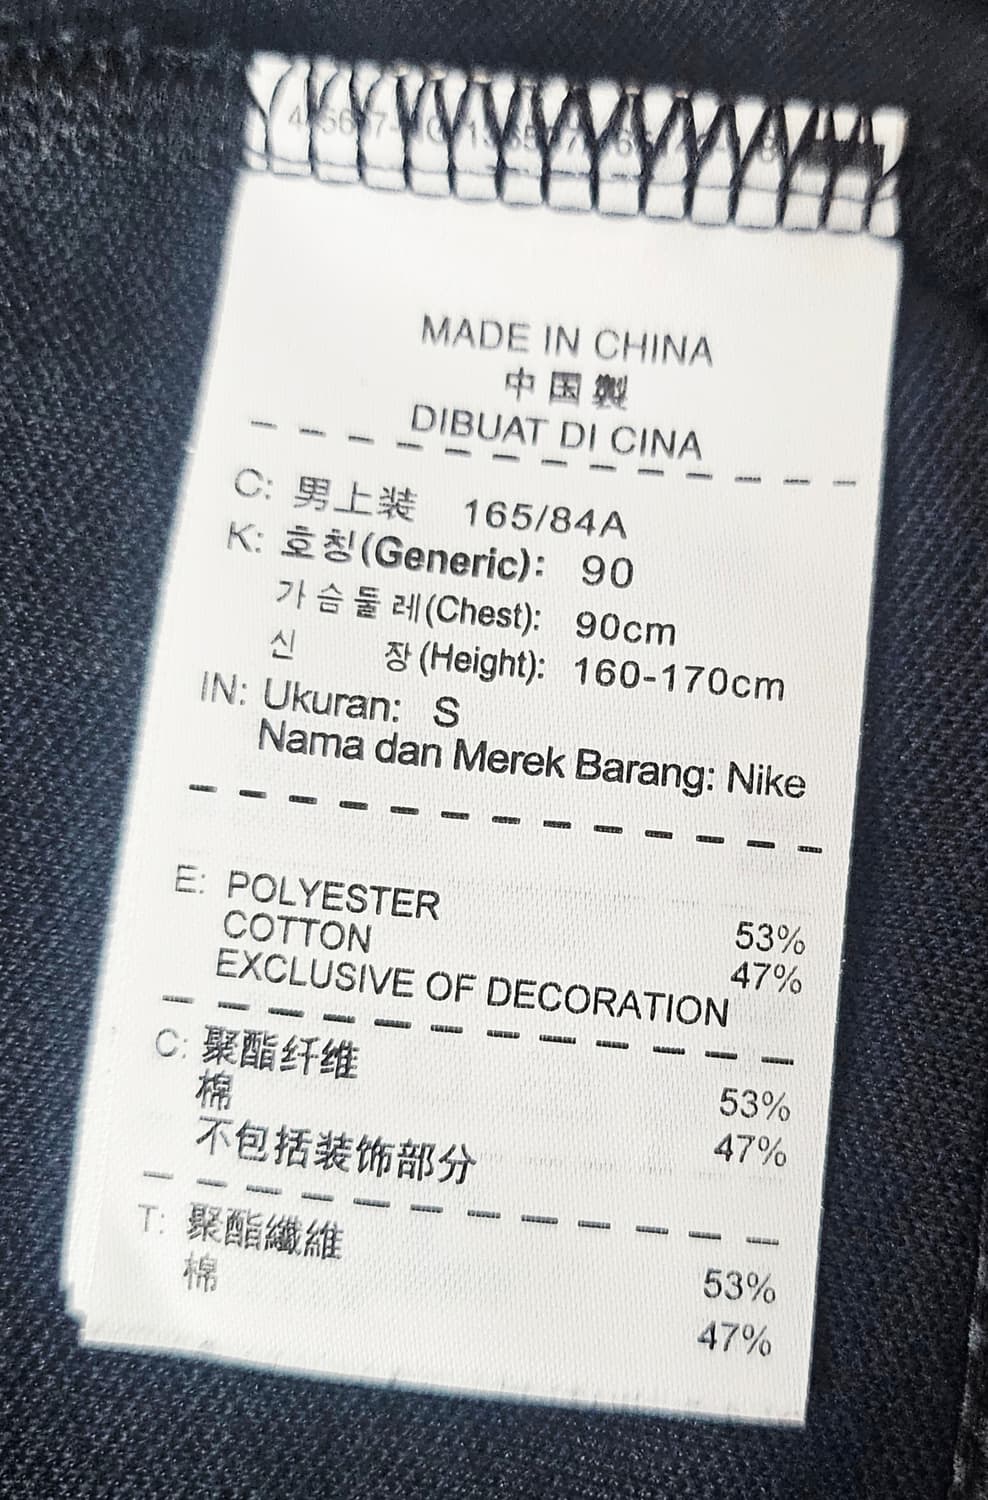 MADE IN CHINA
中国製
DIBUAT DI CINA
C: 男上装 165/84A
K: 호칭(Generic): 90
가슴둘레(Chest): 90cm
신 장(Height): 160-170cm
IN: Ukuran: S
Nama dan Merek Barang: Nike
E: POLYESTER 53%
COTTON 47%
EXCLUSIVE OF DECORATION
C: 聚酯纤维 53%
棉 47%
不包括装饰部分
T: 聚酯纖維 53%
棉 47%